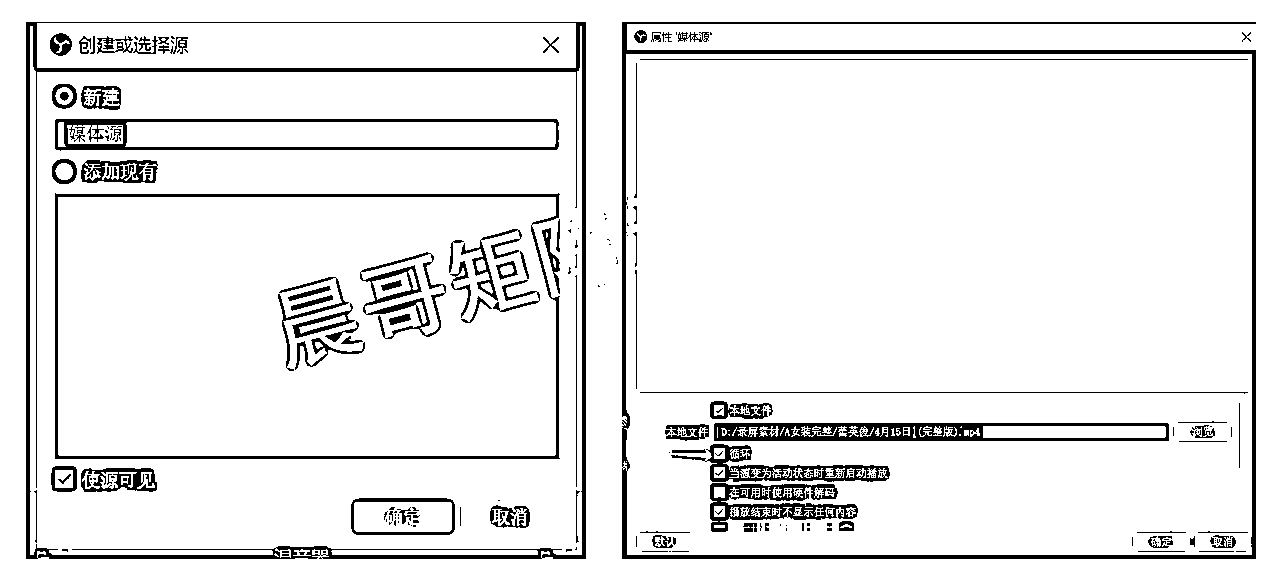 创建或选择源
新建
媒体源
添加现有
晨哥矩
使源可见
确定 取消
混音器
属性 '媒体源'
本地文件
本地文件 D:/录屏素材/A女装完整/ 4月15日 (完整版).mp4 浏览
循环
当源变为活动状态时重新启动播放
在可用时使用硬件解码
播放结束时不显示任何内容
默认 确定 取消